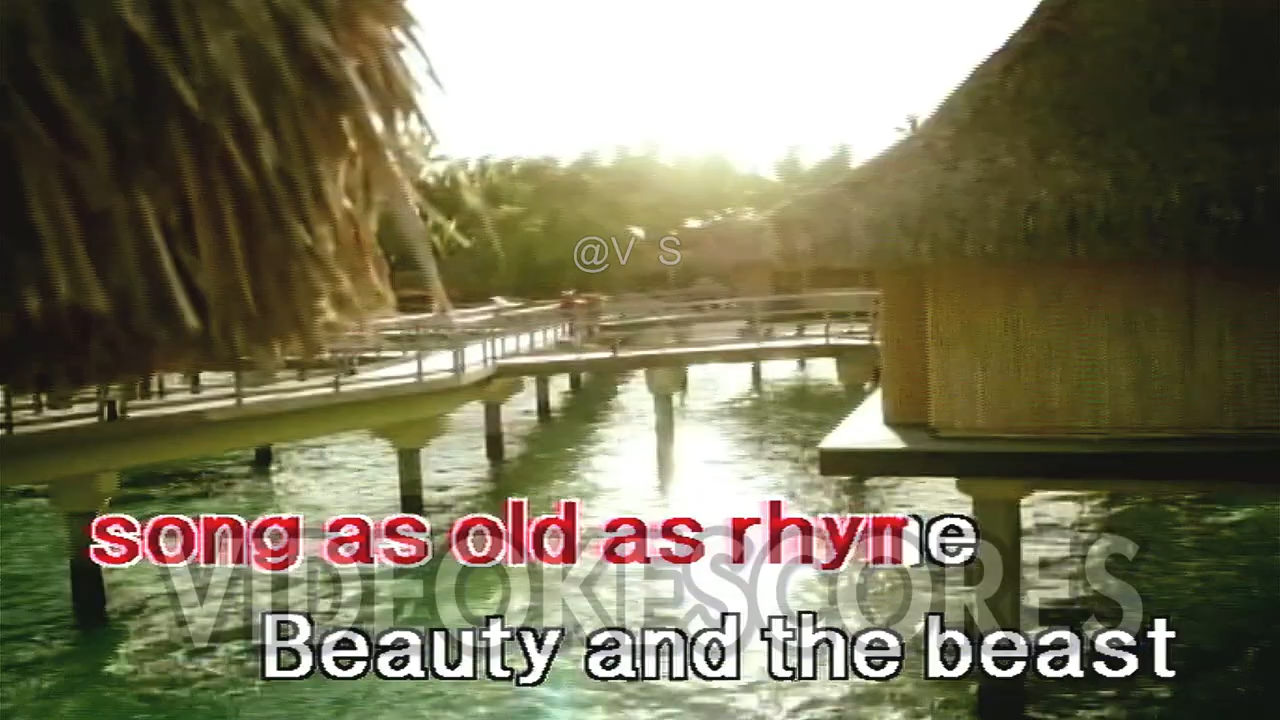 @V S
song as old as rhyme
VIDEOKESCORES
Beauty and the beast